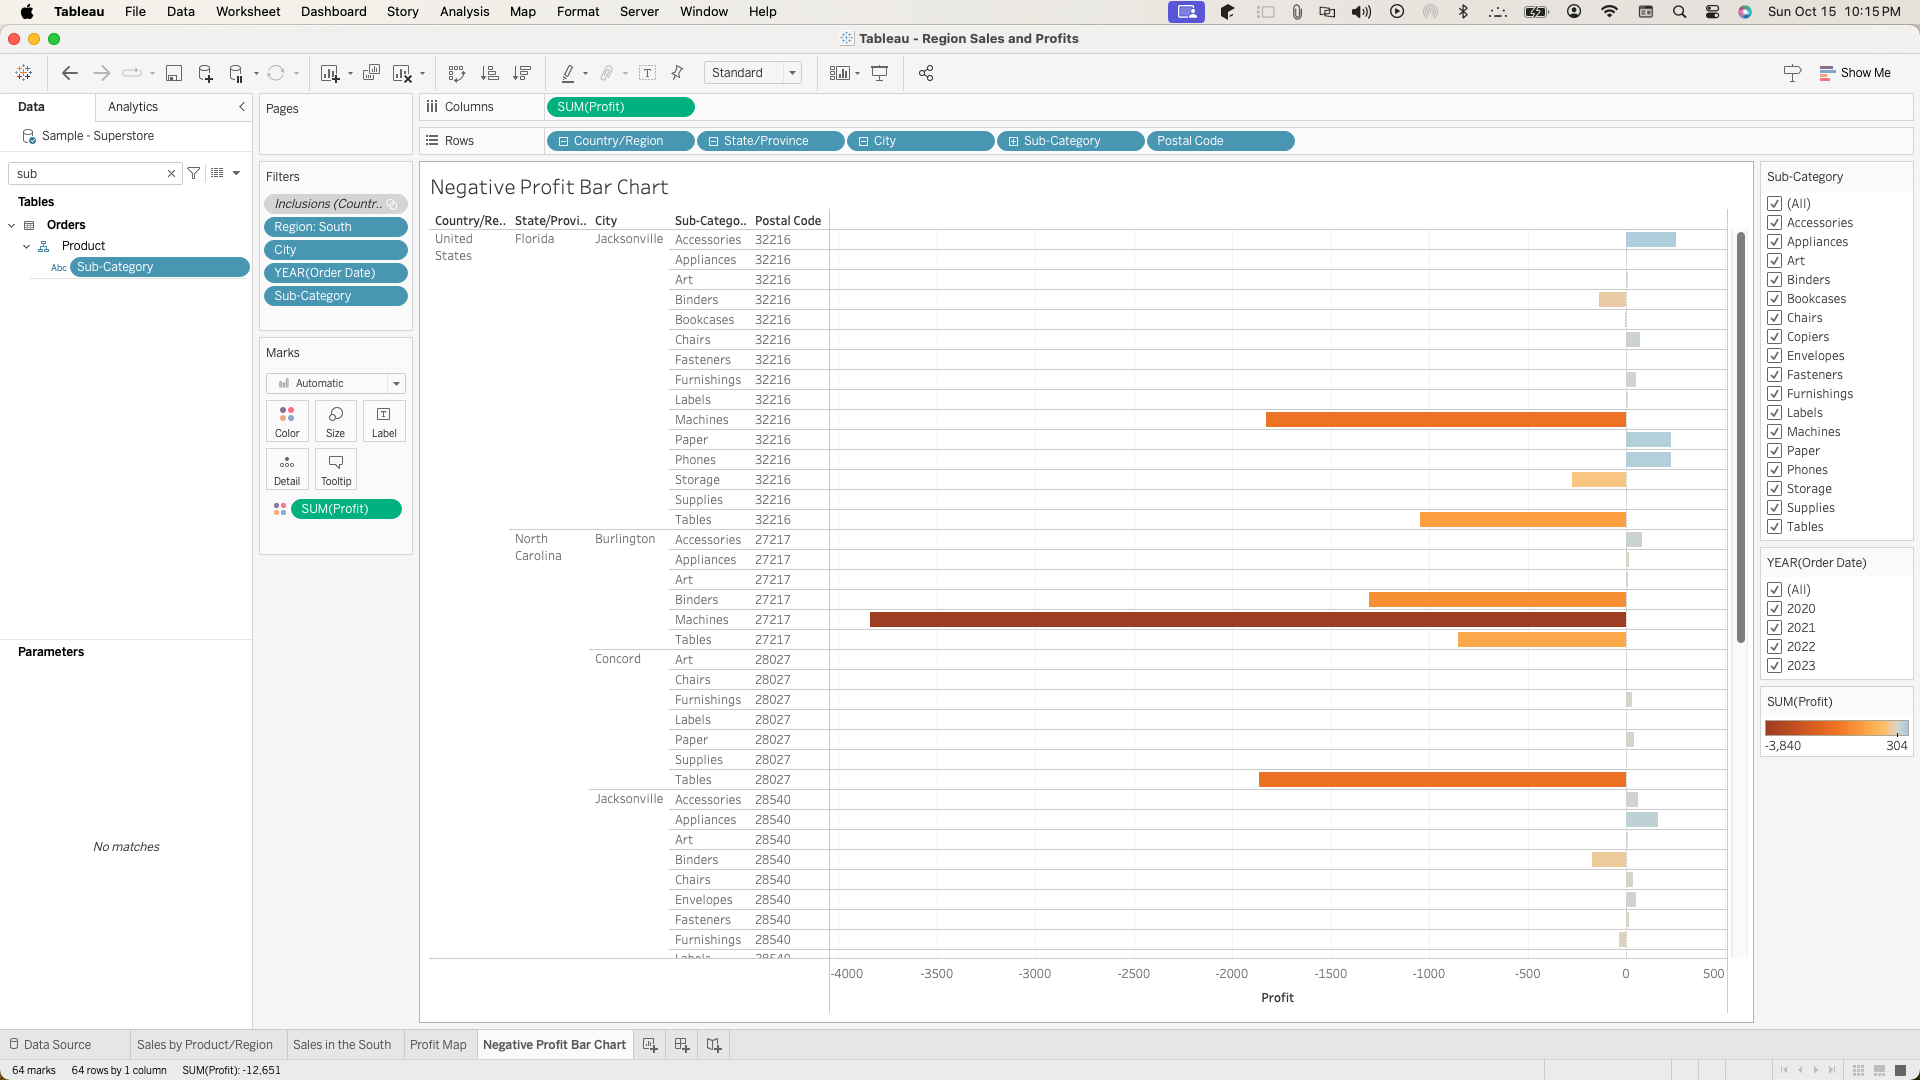 Tableau File Data Worksheet Dashboard Story Analysis Map Format Server Window Help Sun Oct 15 10:15 PM
Tableau - Region Sales and Profits
Standard Show Me
Data Analytics
Sample - Superstore
sub
Tables
Orders
Product
Abc Sub-Category
Parameters
No matches
Pages
Filters
Inclusions (Countr..
Region: South
City
YEAR(Order Date)
Sub-Category
Marks
Automatic
Color Size Label
Detail Tooltip
SUM(Profit)
Columns SUM(Profit)
Rows Country/Region State/Province City Sub-Category Postal Code
Negative Profit Bar Chart
Country/Re.. State/Provi.. City Sub-Catego.. Postal Code
United States Florida Jacksonville Accessories 32216
Appliances 32216
Art 32216
Binders 32216
Bookcases 32216
Chairs 32216
Fasteners 32216
Furnishings 32216
Labels 32216
Machines 32216
Paper 32216
Phones 32216
Storage 32216
Supplies 32216
Tables 32216
North Carolina Burlington Accessories 27217
Appliances 27217
Art 27217
Binders 27217
Machines 27217
Tables 27217
Concord Art 28027
Chairs 28027
Furnishings 28027
Labels 28027
Paper 28027
Supplies 28027
Tables 28027
Jacksonville Accessories 28540
Appliances 28540
Art 28540
Binders 28540
Chairs 28540
Envelopes 28540
Fasteners 28540
Furnishings 28540
Labels 28540
-4000 -3500 -3000 -2500 -2000 -1500 -1000 -500 0 500
Profit
Sub-Category
(All)
Accessories
Appliances
Art
Binders
Bookcases
Chairs
Copiers
Envelopes
Fasteners
Furnishings
Labels
Machines
Paper
Phones
Storage
Supplies
Tables
YEAR(Order Date)
(All)
2020
2021
2022
2023
SUM(Profit)
-3,840 304
Data Source Sales by Product/Region Sales in the South Profit Map Negative Profit Bar Chart
64 marks 64 rows by 1 column SUM(Profit): -12,651